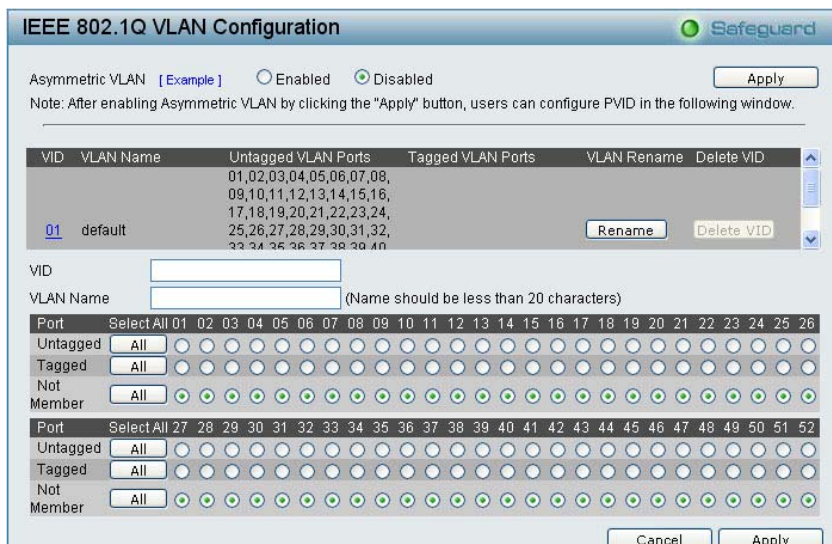 IEEE 802.1Q VLAN Configuration
Safeguard
Asymmetric VLAN [ Example ] Enabled Disabled Apply
Note: After enabling Asymmetric VLAN by clicking the "Apply" button, users can configure PVID in the following window.
VID VLAN Name Untagged VLAN Ports Tagged VLAN Ports VLAN Rename Delete VID
01,02,03,04,05,06,07,08,
09,10,11,12,13,14,15,16,
17,18,19,20,21,22,23,24,
01 default 25,26,27,28,29,30,31,32, Rename Delete VID
33,34,35,36,37,38,39,40,
VID
VLAN Name (Name should be less than 20 characters)
Port Select All 01 02 03 04 05 06 07 08 09 10 11 12 13 14 15 16 17 18 19 20 21 22 23 24 25 26
Untagged All
Tagged All
Not Member All
Port Select All 27 28 29 30 31 32 33 34 35 36 37 38 39 40 41 42 43 44 45 46 47 48 49 50 51 52
Untagged All
Tagged All
Not Member All
Cancel Apply